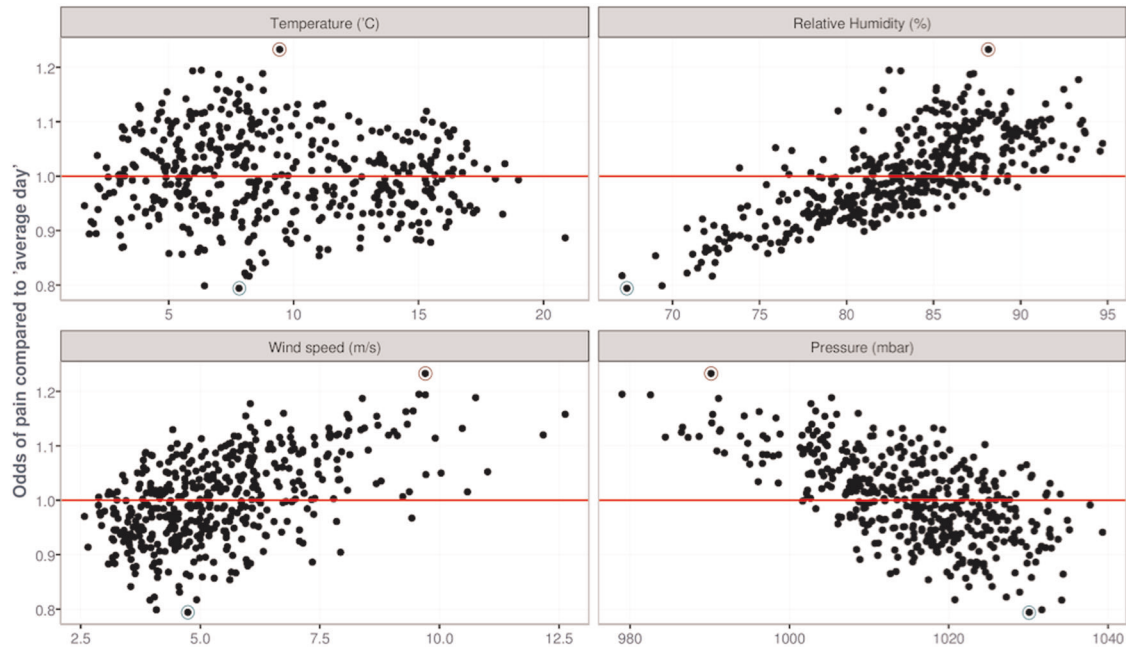 Temperature (˚C)
Relative Humidity (%)
Odds of pain compared to 'average day'
1.2
1.1
1.0
0.9
0.8
5 10 15 20
70 75 80 85 90 95
Wind speed (m/s)
Pressure (mbar)
1.2
1.1
1.0
0.9
0.8
2.5 5.0 7.5 10.0 12.5
980 1000 1020 1040